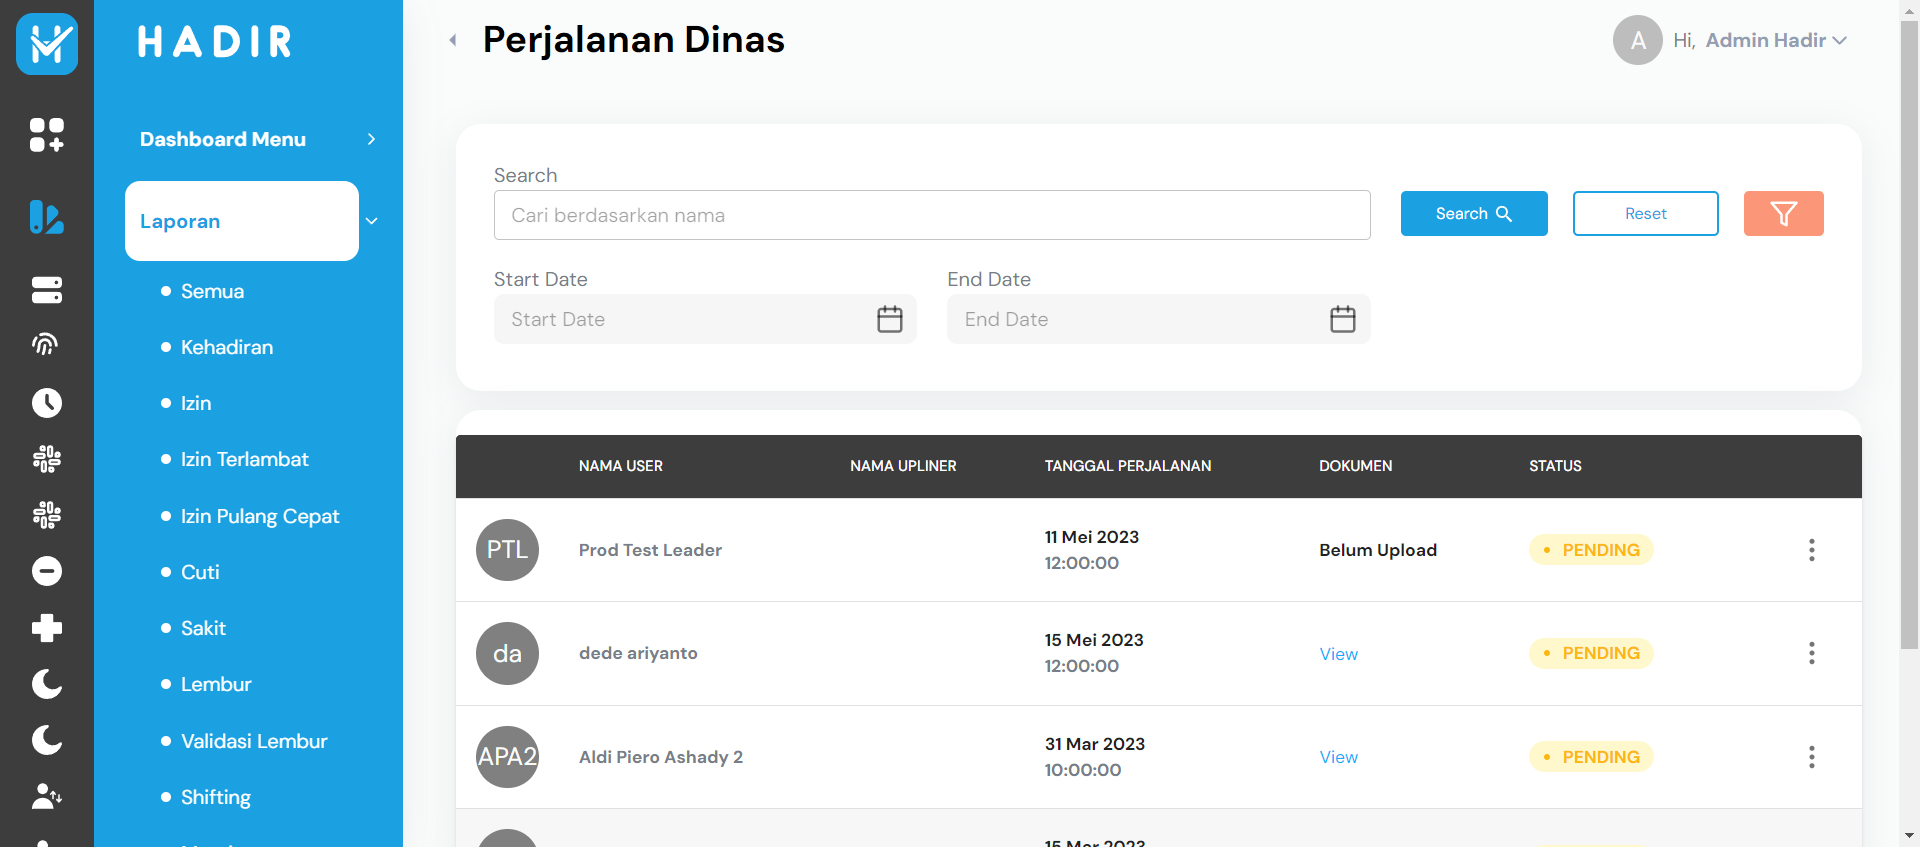 HADIR
Dashboard Menu
Laporan
Semua
Kehadiran
Izin
Izin Terlambat
Izin Pulang Cepat
Cuti
Sakit
Lembur
Validasi Lembur
Shifting
Perjalanan Dinas
A Hi, Admin Hadir
Search
Cari berdasarkan nama
Search
Reset
Start Date
End Date
Start Date
End Date
NAMA USER NAMA UPLINER TANGGAL PERJALANAN DOKUMEN STATUS
PTL Prod Test Leader 11 Mei 2023 Belum Upload • PENDING
12:00:00
da dede ariyanto 15 Mei 2023 View • PENDING
12:00:00
APA2 Aldi Piero Ashady 2 31 Mar 2023 View • PENDING
10:00:00
15 Mar 2023